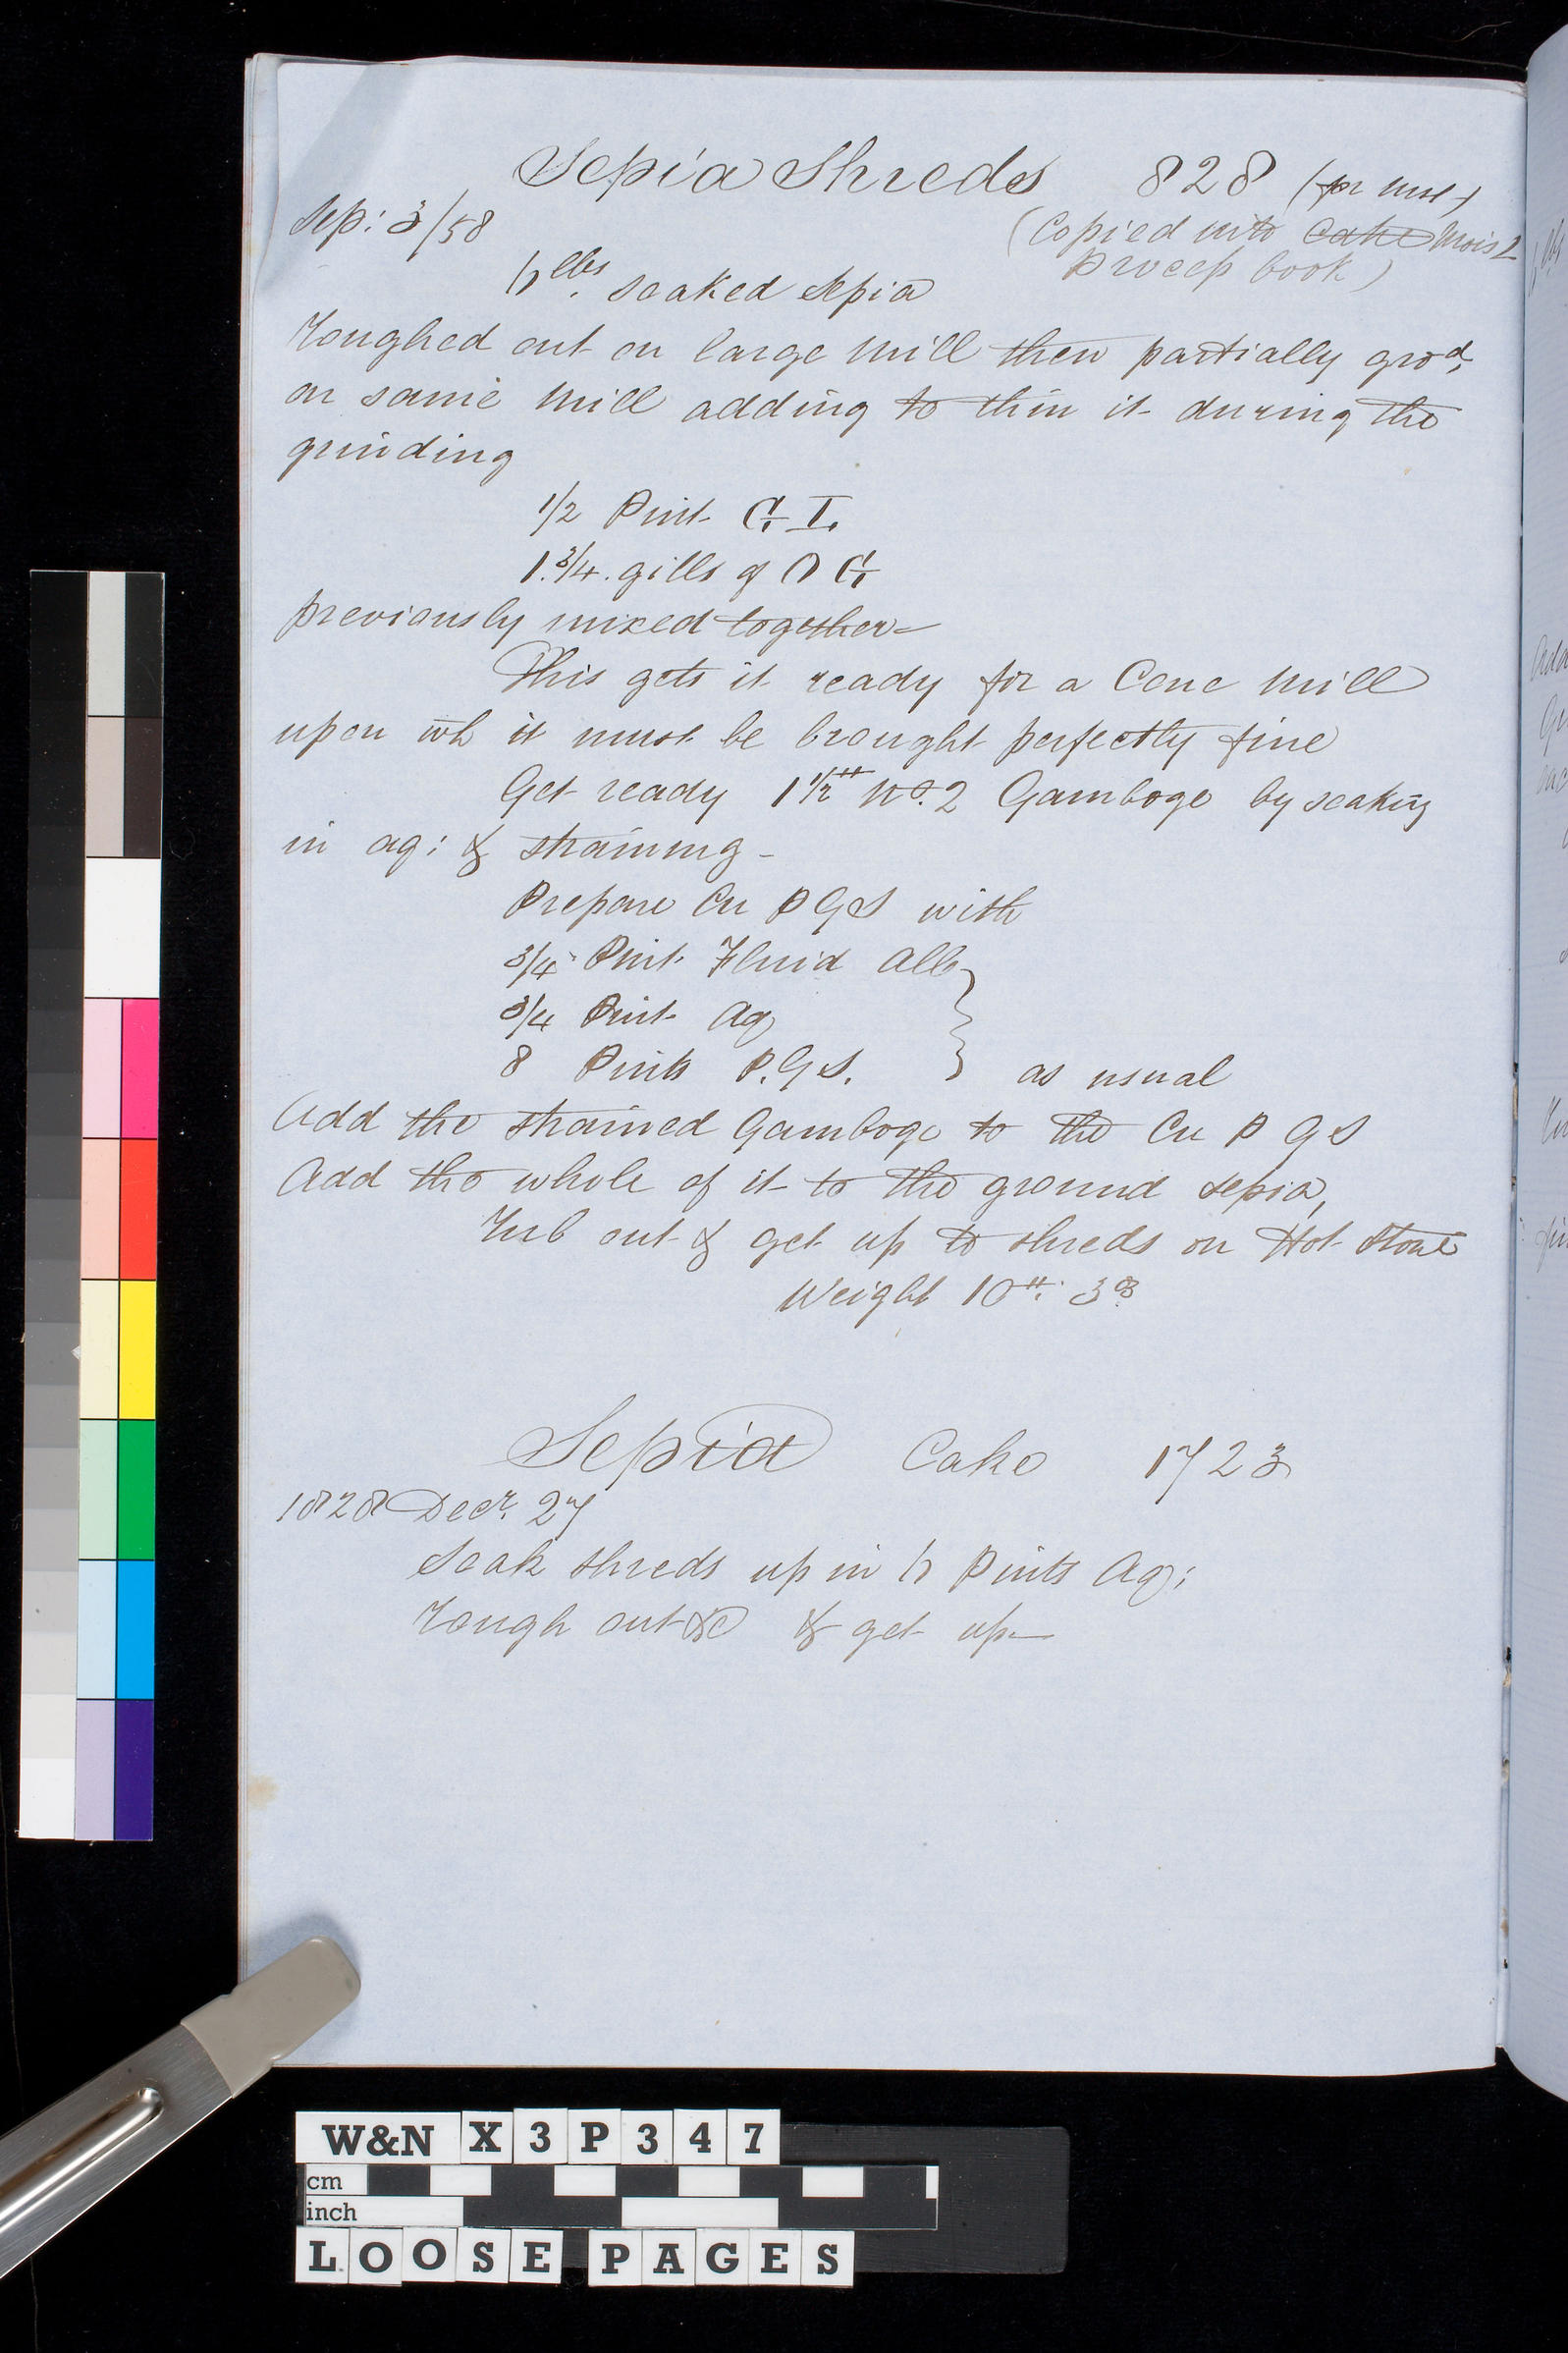 Sepia Shreds 828 (for mst)
Sep: 3/58
(Copied into Cake Moist
Process book)
lbs. soaked Sepia
Roughed out on large Mill then partially grod,
on same Mill adding to thin it during the
grinding
1/2 Pint G I.
1.3/4. gills of O G
previously mixed together—
This gets it ready for a Cone Mill
upon wh it must be brought perfectly fine
Get ready 1 1/2 No. 2 Gamboge by soaking
in aq: & straining -
Prepare Cu P G S with
3/4 Pint Fluid Alb
3/4 Pint Aq
8 Pints P. G S. } as usual
Add the strained Gamboge to the Cu P G S
Add the whole of it to the ground Sepia,
Rub out & get up to shreds on Hot Stone
Weight 10 3 oz
Sepia Cake 1723
Decr. 27
Soak shreds up in Pints Aq:
Rough out &c & get up—
W&N X3P347
cm
inch
LOOSE PAGES